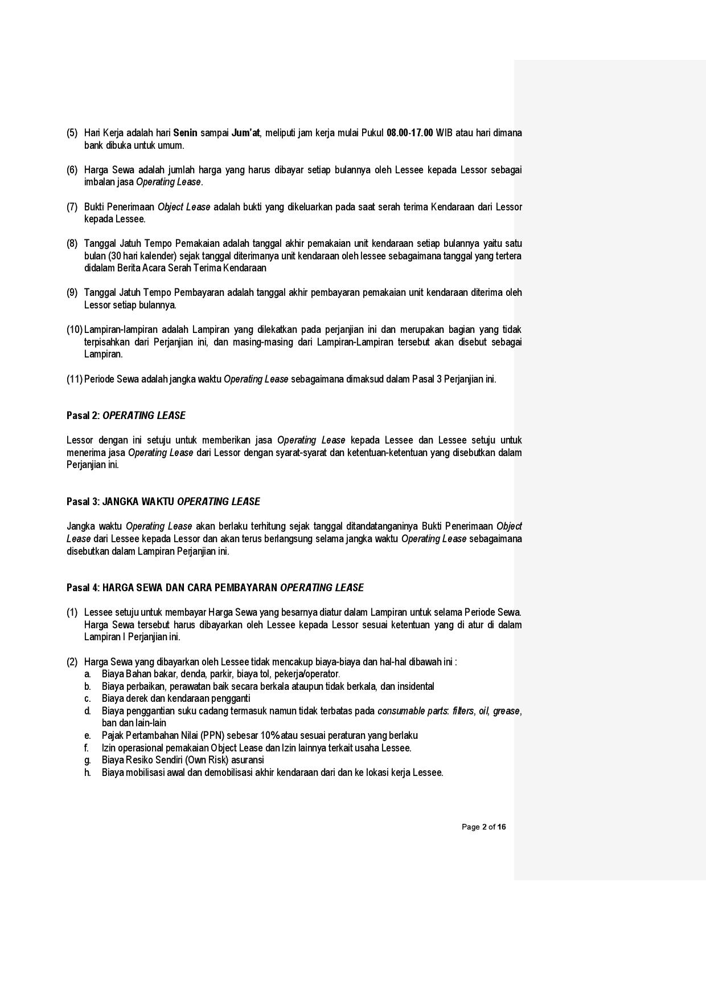 (5) Hari Kerja adalah hari Senin sampai Jum’at, meliputi jam kerja mulai Pukul 08.00-17.00 WIB atau hari dimana
bank dibuka untuk umum.
(6) Harga Sewa adalah jumlah harga yang harus dibayar setiap bulannya oleh Lessee kepada Lessor sebagai
imbalan jasa Operating Lease.
(7) Bukti Penerimaan Object Lease adalah bukti yang dikeluarkan pada saat serah terima Kendaraan dari Lessor
kepada Lessee.
(8) Tanggal Jatuh Tempo Pemakaian adalah tanggal akhir pemakaian unit kendaraan setiap bulannya yaitu satu
bulan (30 hari kalender) sejak tanggal diterimanya unit kendaraan oleh lessee sebagaimana tanggal yang tertera
didalam Berita Acara Serah Terima Kendaraan
(9) Tanggal Jatuh Tempo Pembayaran adalah tanggal akhir pembayaran pemakaian unit kendaraan diterima oleh
Lessor setiap bulannya.
(10) Lampiran-lampiran adalah Lampiran yang dilekatkan pada perjanjian ini dan merupakan bagian yang tidak
terpisahkan dari Perjanjian ini, dan masing-masing dari Lampiran-Lampiran tersebut akan disebut sebagai
Lampiran.
(11) Periode Sewa adalah jangka waktu Operating Lease sebagaimana dimaksud dalam Pasal 3 Perjanjian ini.
Pasal 2: OPERATING LEASE
Lessor dengan ini setuju untuk memberikan jasa Operating Lease kepada Lessee dan Lessee setuju untuk
menerima jasa Operating Lease dari Lessor dengan syarat-syarat dan ketentuan-ketentuan yang disebutkan dalam
Perjanjian ini.
Pasal 3: JANGKA WAKTU OPERATING LEASE
Jangka waktu Operating Lease akan berlaku terhitung sejak tanggal ditandatanganinya Bukti Penerimaan Object
Lease dari Lessee kepada Lessor dan akan terus berlangsung selama jangka waktu Operating Lease sebagaimana
disebutkan dalam Lampiran Perjanjian ini.
Pasal 4: HARGA SEWA DAN CARA PEMBAYARAN OPERATING LEASE
(1) Lessee setuju untuk membayar Harga Sewa yang besarnya diatur dalam Lampiran untuk selama Periode Sewa.
Harga Sewa tersebut harus dibayarkan oleh Lessee kepada Lessor sesuai ketentuan yang di atur di dalam
Lampiran I Perjanjian ini.
(2) Harga Sewa yang dibayarkan oleh Lessee tidak mencakup biaya-biaya dan hal-hal dibawah ini :
a. Biaya Bahan bakar, denda, parkir, biaya tol, pekerja/operator.
b. Biaya perbaikan, perawatan baik secara berkala ataupun tidak berkala, dan insidental
c. Biaya derek dan kendaraan pengganti
d. Biaya penggantian suku cadang termasuk namun tidak terbatas pada consumable parts: filters, oil, grease,
ban dan lain-lain
e. Pajak Pertambahan Nilai (PPN) sebesar 10% atau sesuai peraturan yang berlaku
f. Izin operasional pemakaian Object Lease dan Izin lainnya terkait usaha Lessee.
g. Biaya Resiko Sendiri (Own Risk) asuransi
h. Biaya mobilisasi awal dan demobilisasi akhir kendaraan dari dan ke lokasi kerja Lessee.
Page 2 of 16